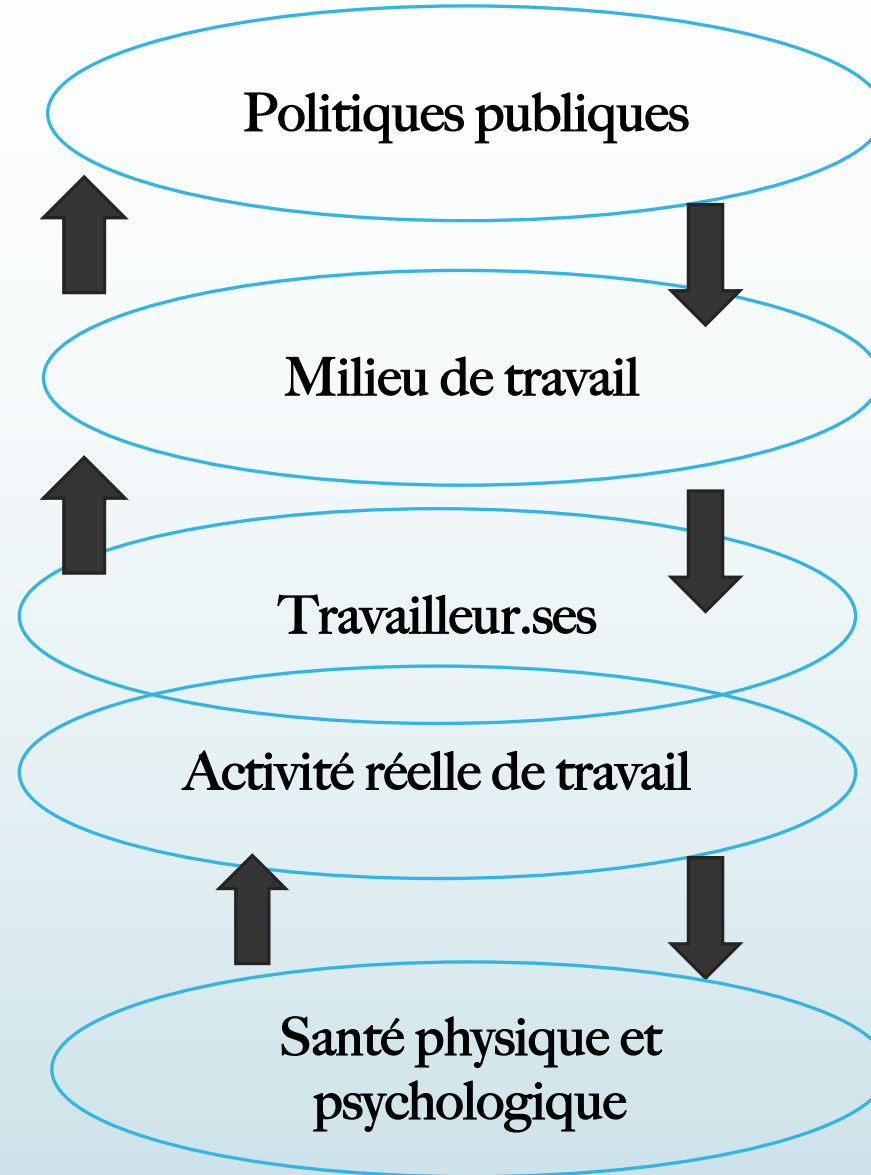 Politiques publiques
Milieu de travail
Travailleur.ses
Activité réelle de travail
Santé physique et
psychologique